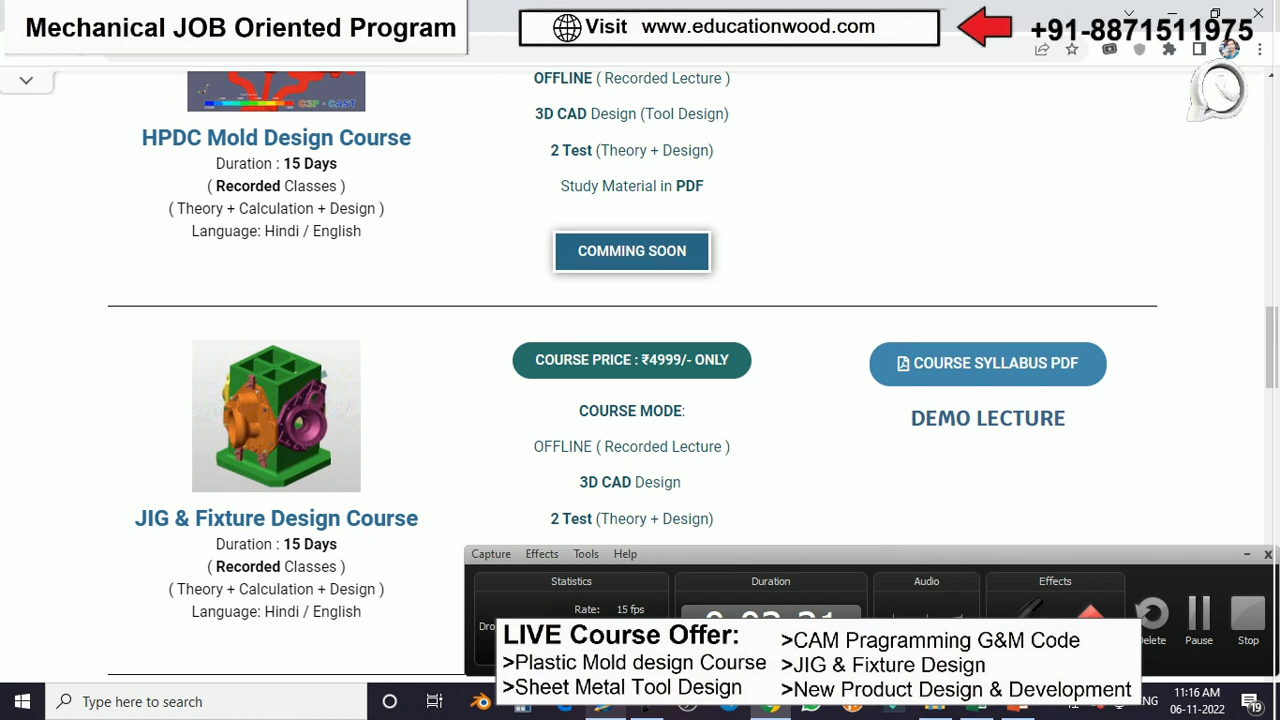 Mechanical JOB Oriented Program
Visit www.educationwood.com
+91-8871511975
C3P - CAST
HPDC Mold Design Course
Duration : 15 Days
( Recorded Classes )
( Theory + Calculation + Design )
Language: Hindi / English
OFFLINE ( Recorded Lecture )
3D CAD Design (Tool Design)
2 Test (Theory + Design)
Study Material in PDF
COMMING SOON
JIG & Fixture Design Course
Duration : 15 Days
( Recorded Classes )
( Theory + Calculation + Design )
Language: Hindi / English
COURSE PRICE : ₹4999/- ONLY
COURSE MODE:
OFFLINE ( Recorded Lecture )
3D CAD Design
2 Test (Theory + Design)
COURSE SYLLABUS PDF
DEMO LECTURE
Capture Effects Tools Help
Statistics Duration Audio Effects
Rate: 15 fps
Delete Pause Stop
LIVE Course Offer:
>Plastic Mold design Course
>Sheet Metal Tool Design
>CAM Pragramming G&M Code
>JIG & Fixture Design
>New Product Design & Development
Type here to search
ENG
11:16 AM
06-11-2022
19